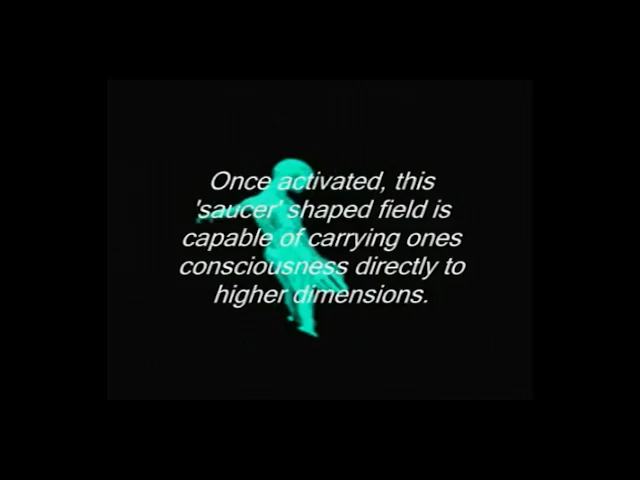 Once activated, this
'saucer' shaped field is
capable of carrying ones
consciousness directly to
higher dimensions.